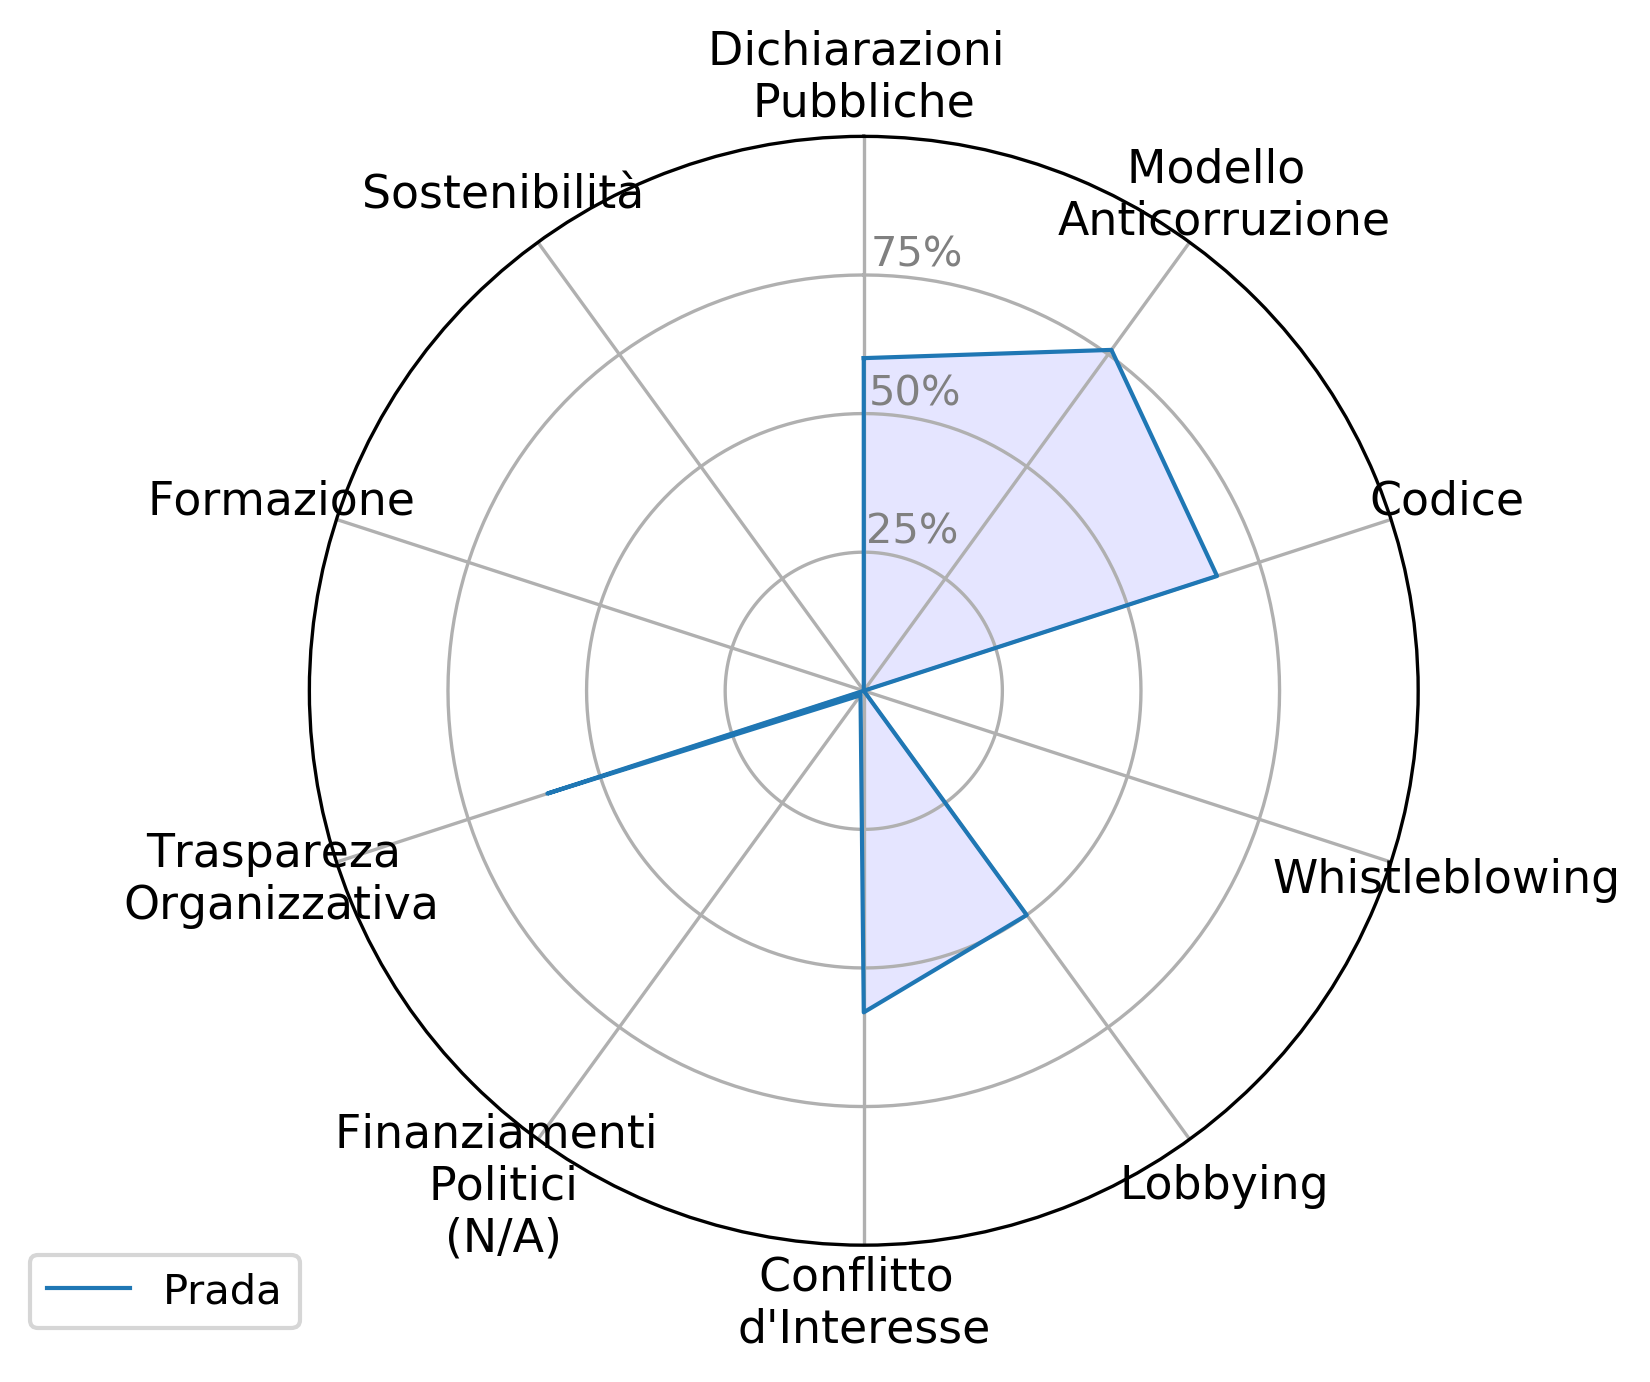 Dichiarazioni
Pubbliche
Modello
Anticorruzione
Sostenibilità
75%
50%
25%
Formazione
Codice
Traspareza
Organizzativa
Whistleblowing
Finanziamenti
Politici
(N/A)
Lobbying
Conflitto
d'Interesse
Prada